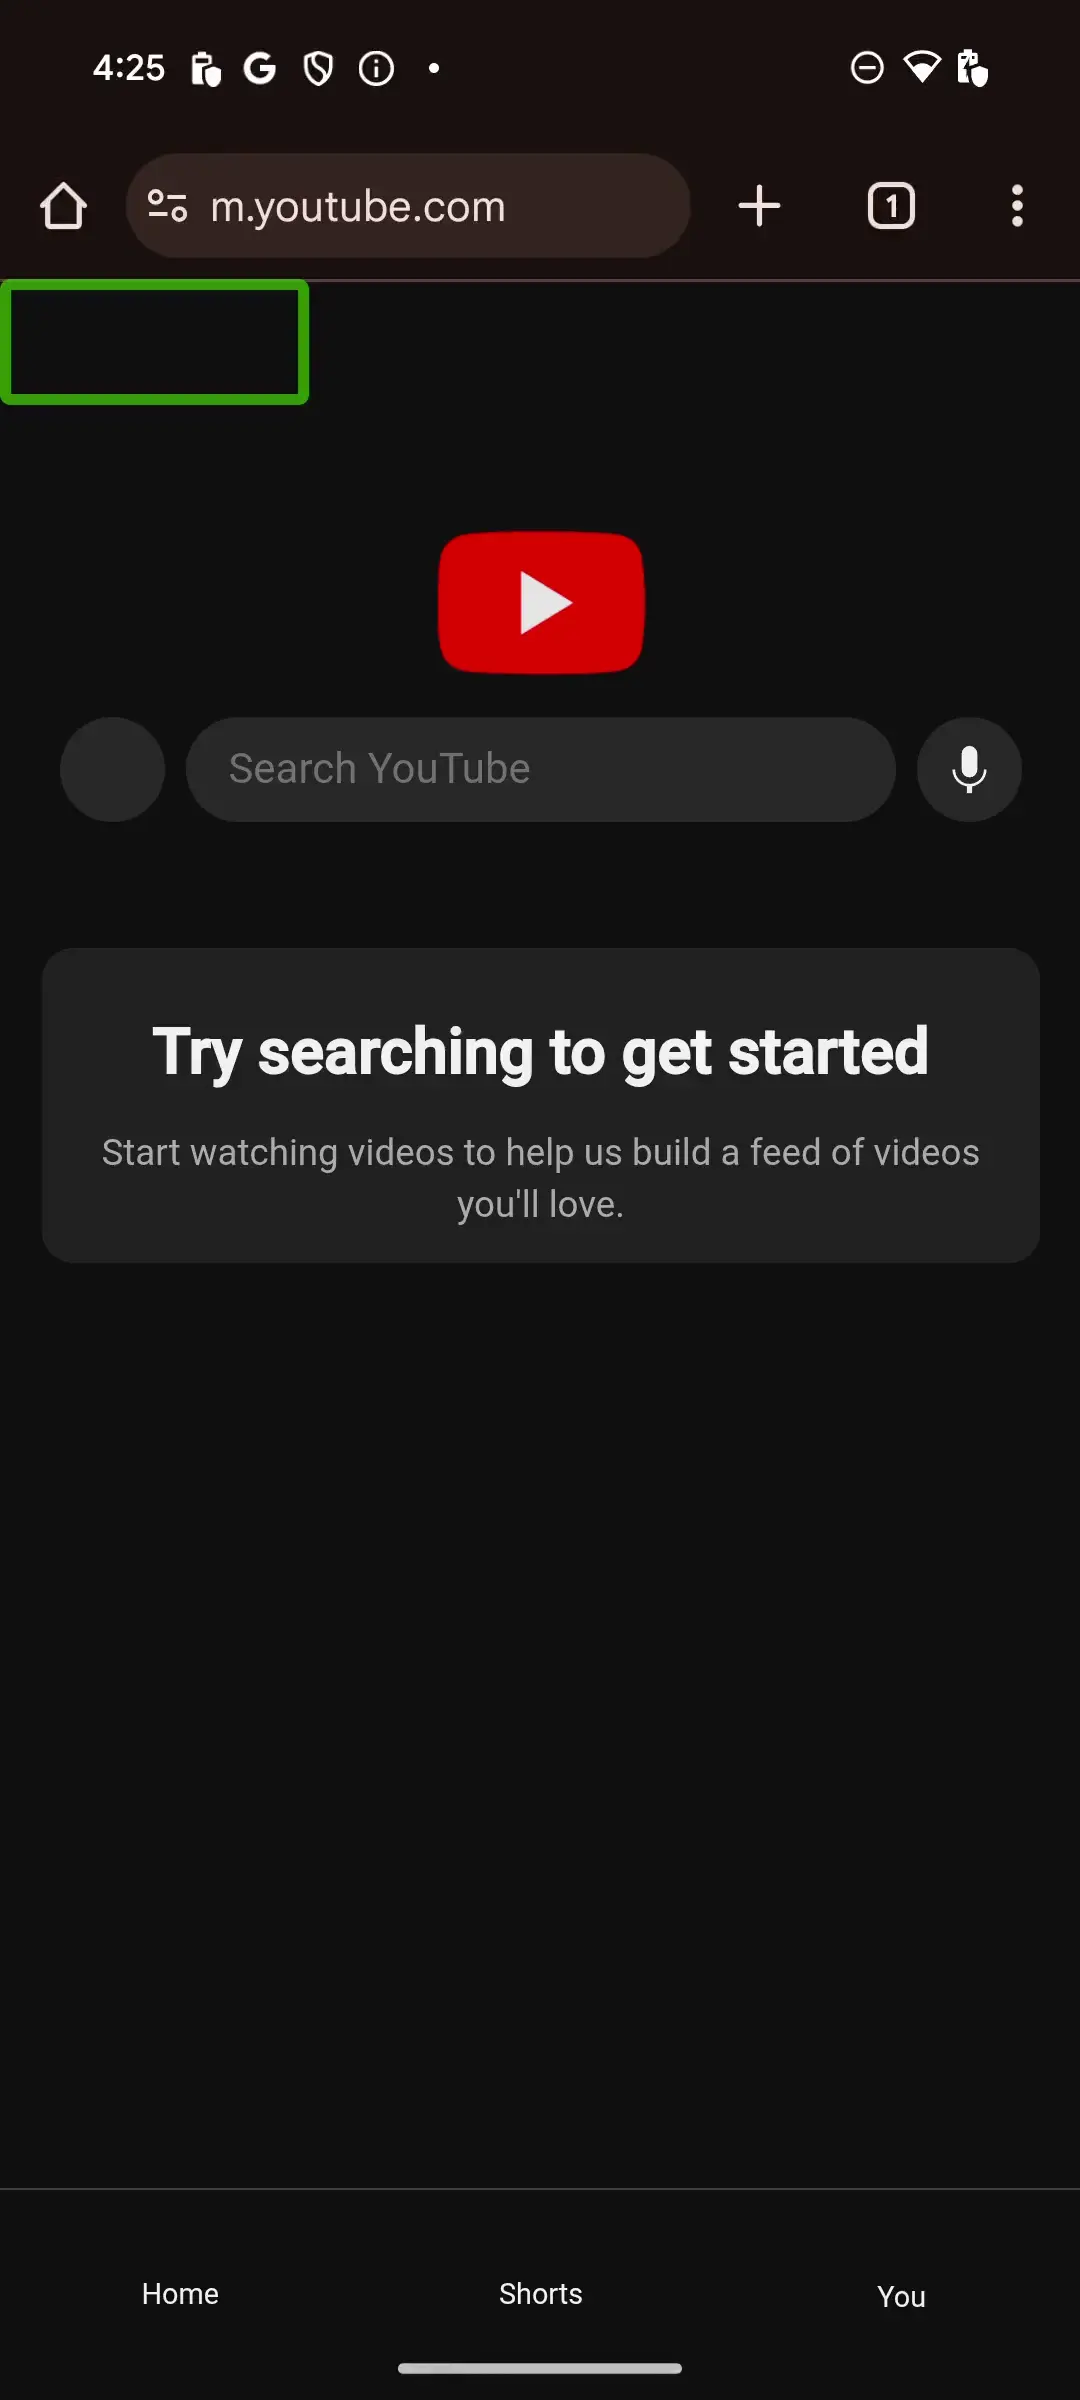 4:25
m.youtube.com
1
Search YouTube
Try searching to get started
Start watching videos to help us build a feed of videos
you'll love.
Home
Shorts
You